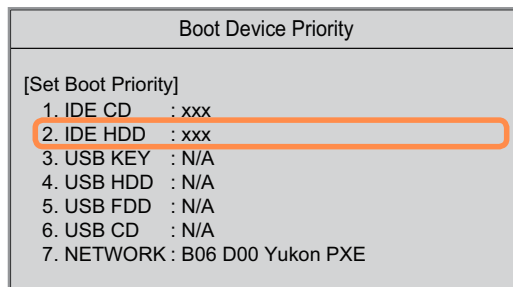 Boot Device Priority
[Set Boot Priority]
1. IDE CD : xxx
2. IDE HDD : xxx
3. USB KEY : N/A
4. USB HDD : N/A
5. USB FDD : N/A
6. USB CD : N/A
7. NETWORK : B06 D00 Yukon PXE